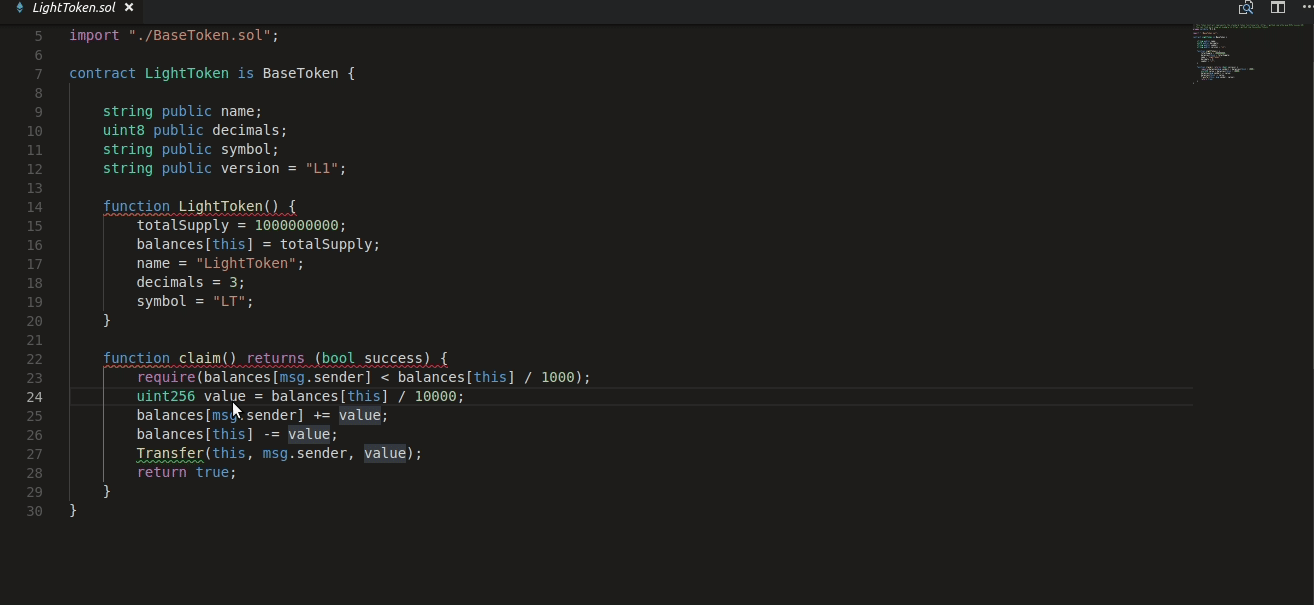 LightToken.sol ×
5 import "./BaseToken.sol";
6
7 contract LightToken is BaseToken {
8
9 string public name;
10 uint8 public decimals;
11 string public symbol;
12 string public version = "L1";
13
14 function LightToken() {
15 totalSupply = 1000000000;
16 balances[this] = totalSupply;
17 name = "LightToken";
18 decimals = 3;
19 symbol = "LT";
20 }
21
22 function claim() returns (bool success) {
23 require(balances[msg.sender] < balances[this] / 1000);
24 uint256 value = balances[this] / 10000;
25 balances[msg.sender] += value;
26 balances[this] -= value;
27 Transfer(this, msg.sender, value);
28 return true;
29 }
30 }